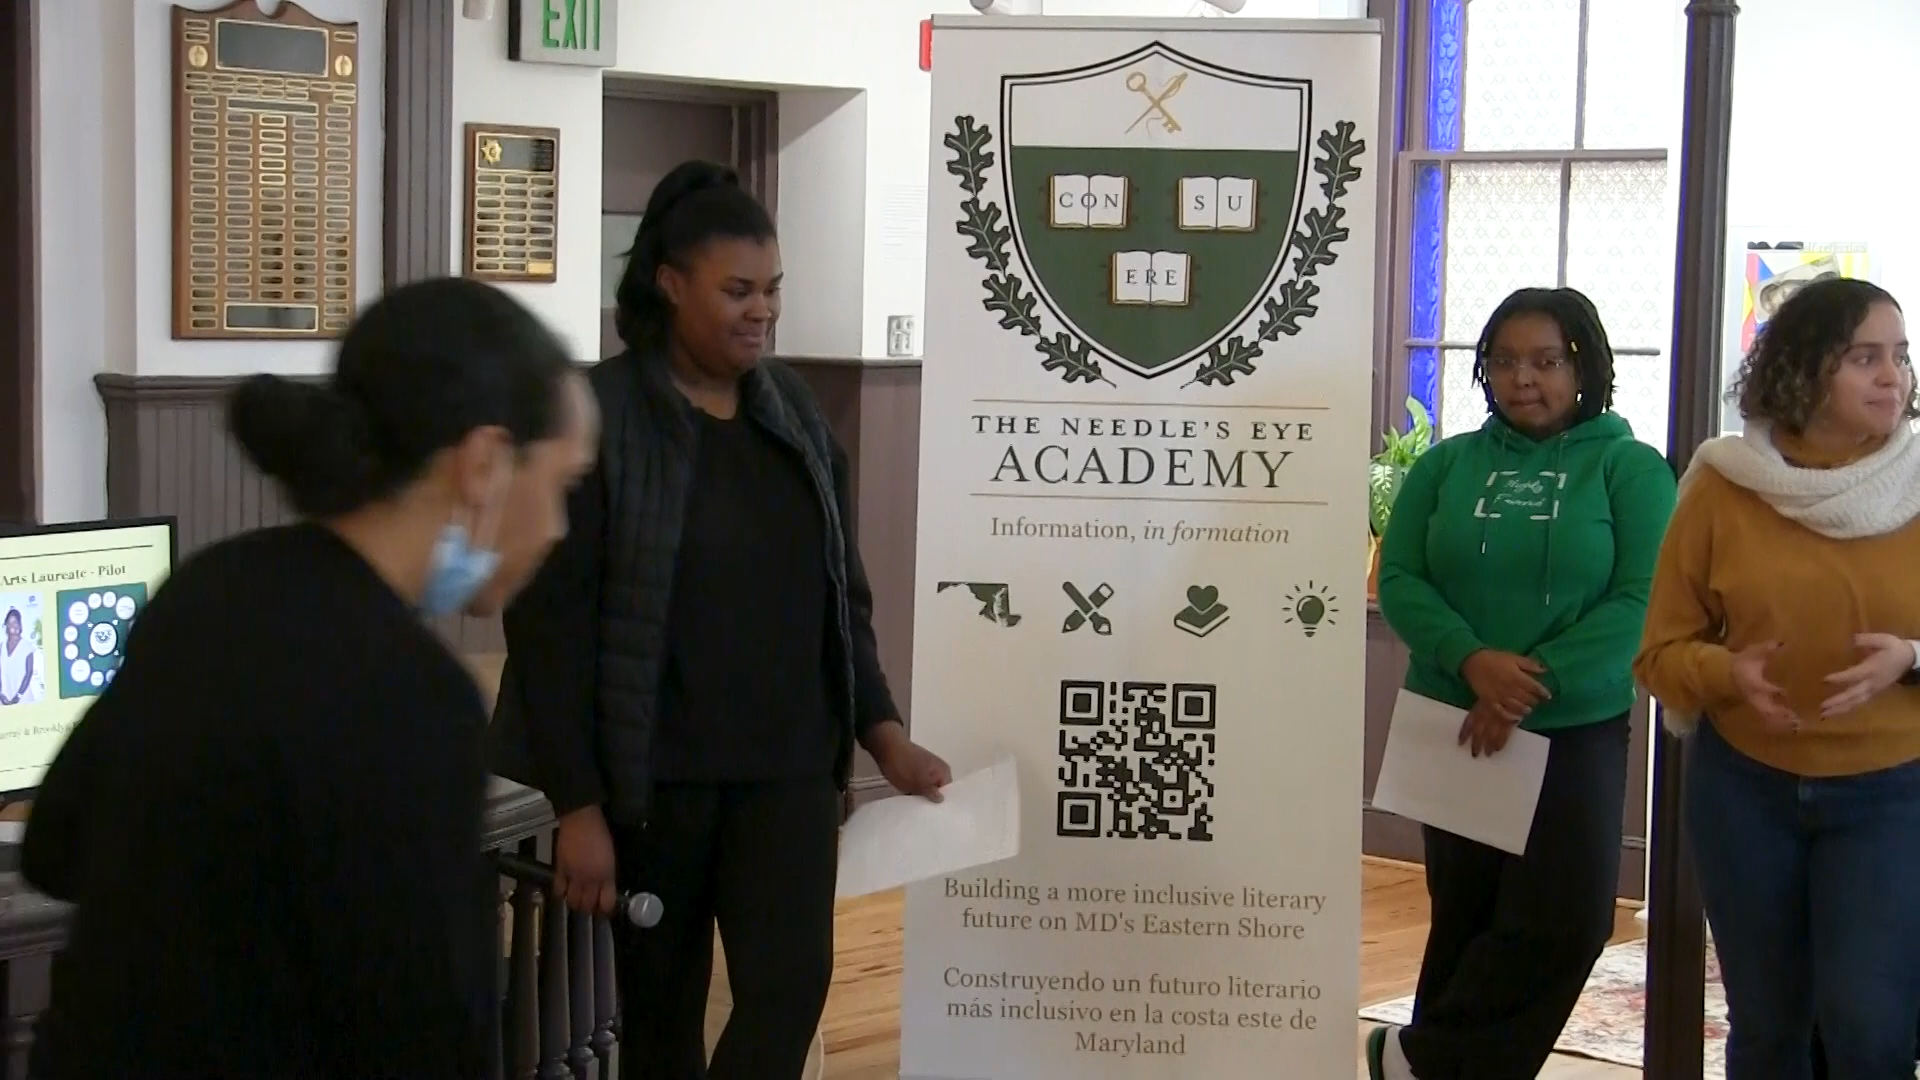 EXIT
CON
SU
ERE
THE NEEDLE'S EYE
ACADEMY
Information, in formation
Building a more inclusive literary
future on MD's Eastern Shore
Construyendo un futuro literario
más inclusivo en la costa este de
Maryland
Arts Laureate - Pilot